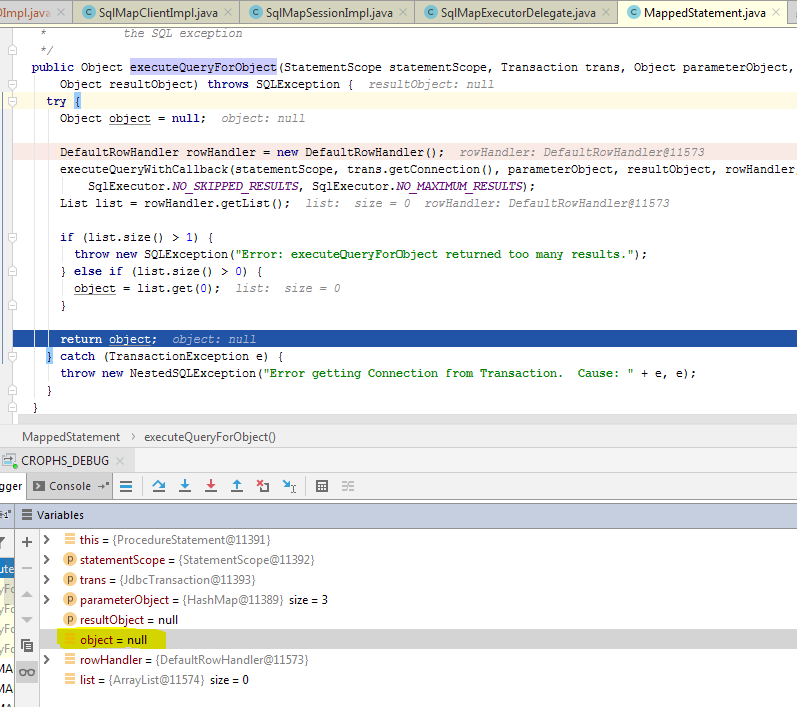 Impl.java × SqlMapClientImpl.java × SqlMapSessionImpl.java × SqlMapExecutorDelegate.java × MappedStatement.java ×
* the SQL exception
*/
public Object executeQueryForObject(StatementScope statementScope, Transaction trans, Object parameterObject,
Object resultObject) throws SQLException { resultObject: null
try {
Object object = null; object: null
DefaultRowHandler rowHandler = new DefaultRowHandler(); rowHandler: DefaultRowHandler@11573
executeQueryWithCallback(statementScope, trans.getConnection(), parameterObject, resultObject, rowHandler,
SqlExecutor.NO_SKIPPED_RESULTS, SqlExecutor.NO_MAXIMUM_RESULTS);
List list = rowHandler.getList(); list: size = 0 rowHandler: DefaultRowHandler@11573
if (list.size() > 1) {
throw new SQLException("Error: executeQueryForObject returned too many results.");
} else if (list.size() > 0) {
object = list.get(0); list: size = 0
}
return object; object: null
} catch (TransactionException e) {
throw new NestedSQLException("Error getting Connection from Transaction. Cause: " + e, e);
}
}
MappedStatement › executeQueryForObject()
CROPHS_DEBUG ×
gger Console
Variables
this = {ProcedureStatement@11391}
statementScope = {StatementScope@11392}
trans = {JdbcTransaction@11393}
parameterObject = {HashMap@11389} size = 3
resultObject = null
object = null
rowHandler = {DefaultRowHandler@11573}
list = {ArrayList@11574} size = 0